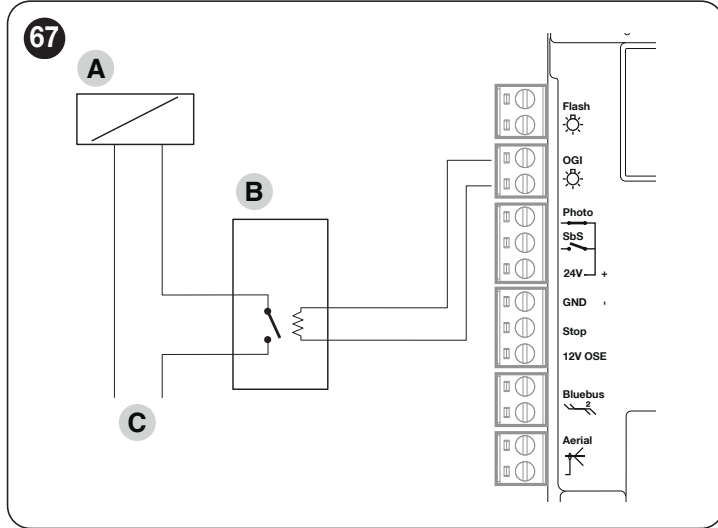 67
A
B
C
Flash
OGI
Photo
SbS
24V +
GND -
Stop
12V OSE
Bluebus
2
Aerial